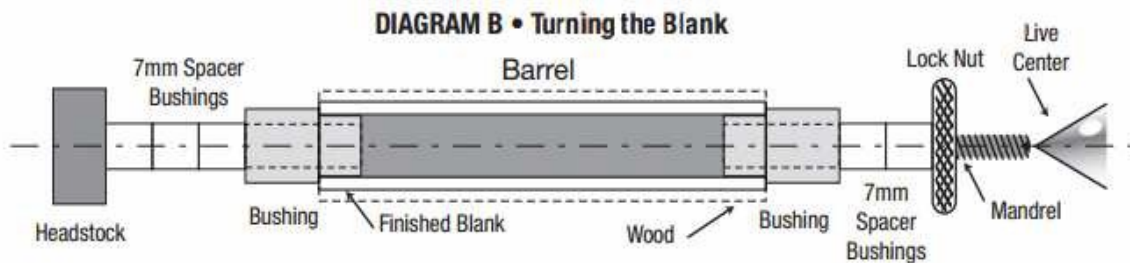 DIAGRAM B • Turning the Blank
7mm Spacer
Bushings
Barrel
Lock Nut
Live
Center
Headstock
Bushing
Finished Blank
Wood
Bushing
7mm
Spacer
Bushings
Mandrel